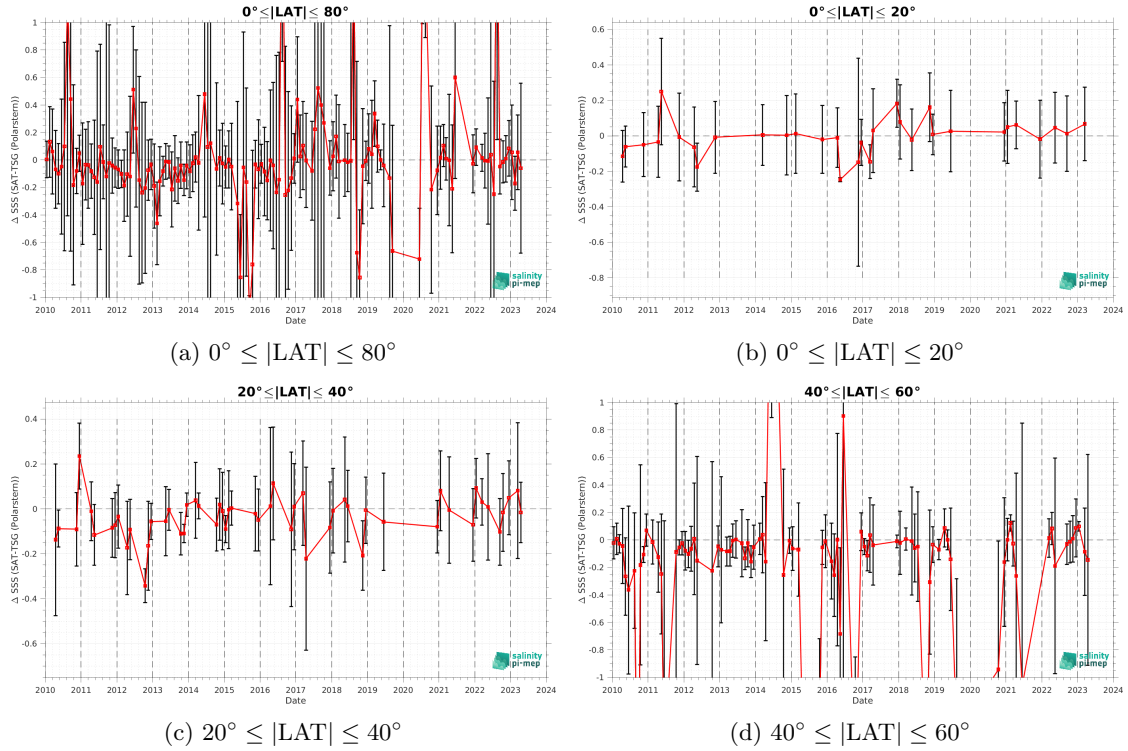 0°≤|LAT|≤ 80°
Δ SSS (SAT-TSG (Polarstern))
1
0.8
0.6
0.4
0.2
0
-0.2
-0.4
-0.6
-0.8
-1
2010 2011 2012 2013 2014 2015 2016 2017 2018 2019 2020 2021 2022 2023 2024
Date
salinity
pi-mep
(a) 0° ≤ |LAT| ≤ 80°
0°≤|LAT|≤ 20°
Δ SSS (SAT-TSG (Polarstern))
0.6
0.4
0.2
0
-0.2
-0.4
-0.6
-0.8
2010 2011 2012 2013 2014 2015 2016 2017 2018 2019 2020 2021 2022 2023 2024
Date
salinity
pi-mep
(b) 0° ≤ |LAT| ≤ 20°
20°≤|LAT|≤ 40°
Δ SSS (SAT-TSG (Polarstern))
0.4
0.2
0
-0.2
-0.4
-0.6
2010 2011 2012 2013 2014 2015 2016 2017 2018 2019 2020 2021 2022 2023 2024
Date
salinity
pi-mep
(c) 20° ≤ |LAT| ≤ 40°
40°≤|LAT|≤ 60°
Δ SSS (SAT-TSG (Polarstern))
1
0.8
0.6
0.4
0.2
0
-0.2
-0.4
-0.6
-0.8
-1
2010 2011 2012 2013 2014 2015 2016 2017 2018 2019 2020 2021 2022 2023 2024
Date
salinity
pi-mep
(d) 40° ≤ |LAT| ≤ 60°